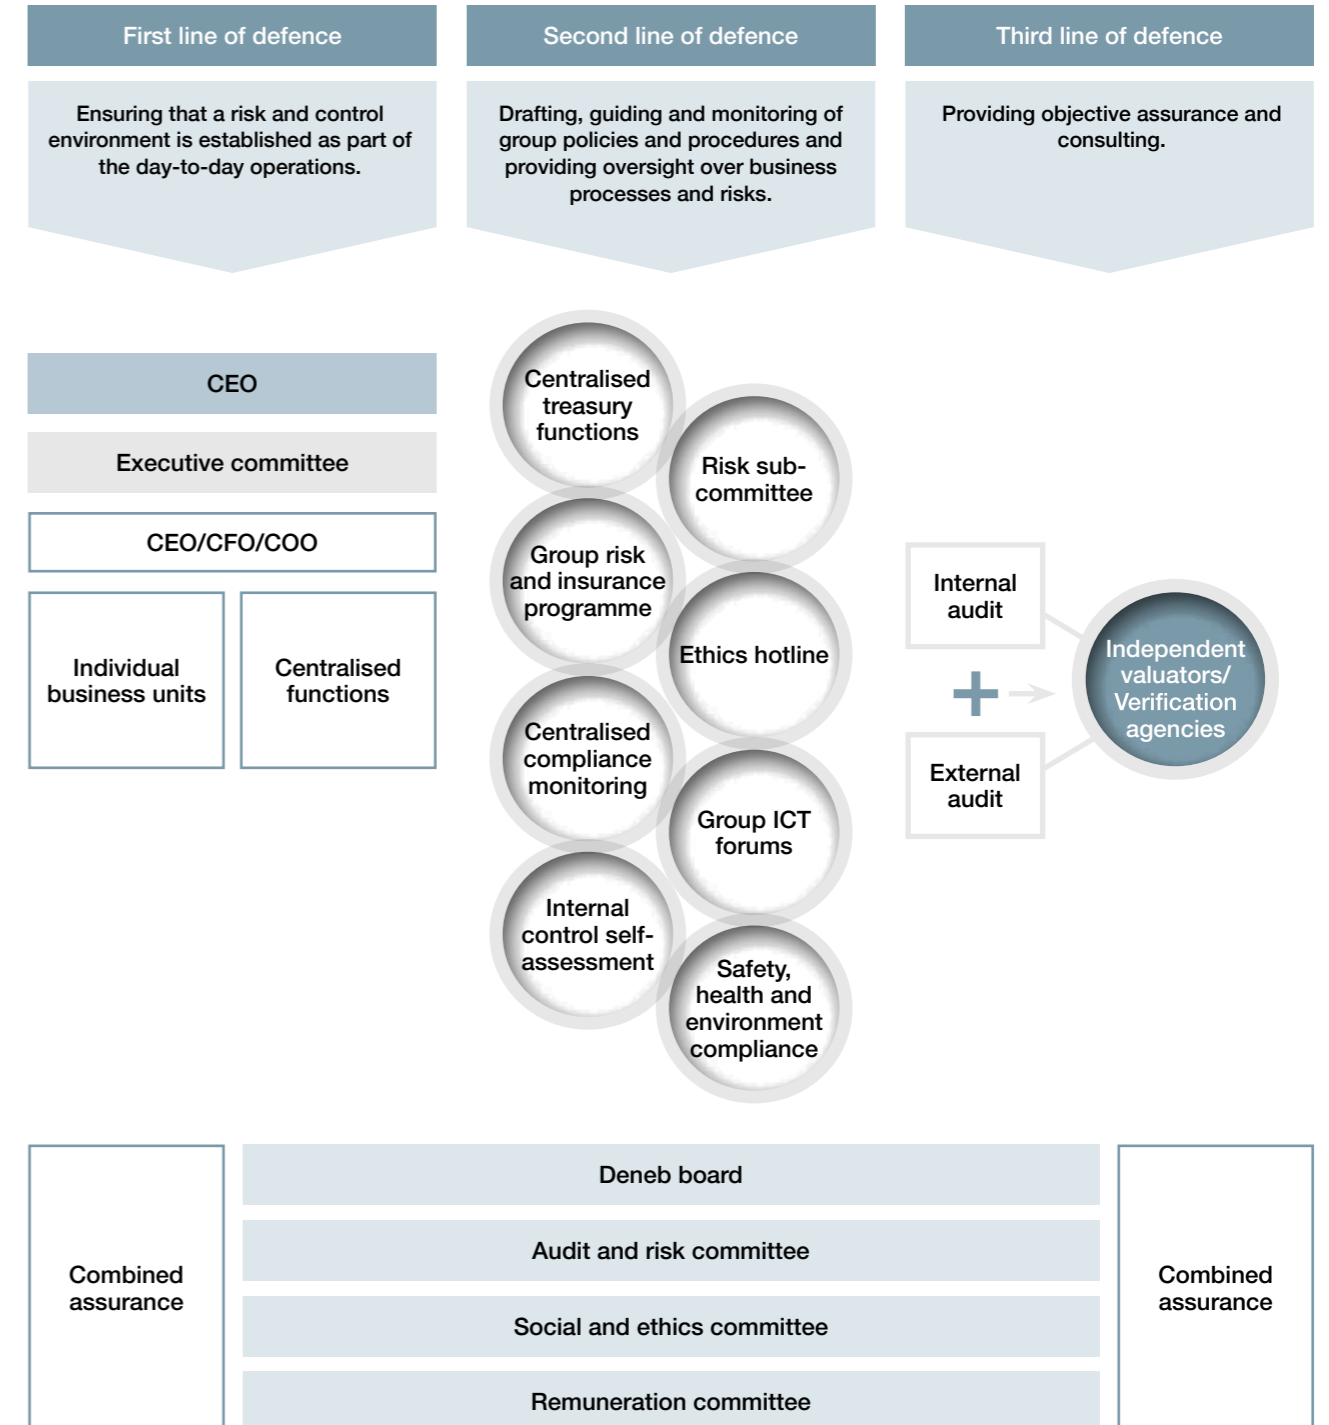 First line of defence
Ensuring that a risk and control
environment is established as part of
the day-to-day operations.
Second line of defence
Drafting, guiding and monitoring of
group policies and procedures and
providing oversight over business
processes and risks.
Third line of defence
Providing objective assurance and
consulting.
CEO
Executive committee
CEO/CFO/COO
Individual
business units
Centralised
functions
Centralised
treasury
functions
Risk sub-
committee
Group risk
and insurance
programme
Ethics hotline
Centralised
compliance
monitoring
Group ICT
forums
Internal
control self-
assessment
Safety,
health and
environment
compliance
Internal
audit
+
External
audit
Independent
valuators/
Verification
agencies
Combined
assurance
Deneb board
Audit and risk committee
Social and ethics committee
Remuneration committee
Combined
assurance